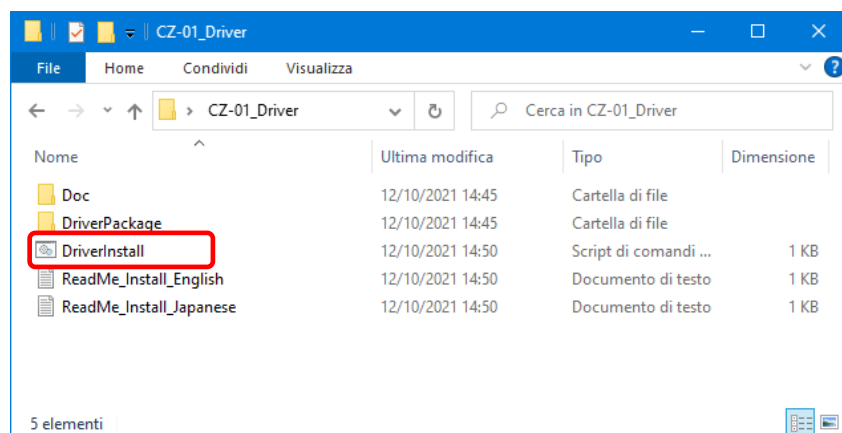 CZ-01_Driver
File Home Condividi Visualizza
CZ-01_Driver Cerca in CZ-01_Driver
Nome Ultima modifica Tipo Dimensione
Doc 12/10/2021 14:45 Cartella di file
DriverPackage 12/10/2021 14:45 Cartella di file
DriverInstall 12/10/2021 14:50 Script di comandi ... 1 KB
ReadMe_Install_English 12/10/2021 14:50 Documento di testo 1 KB
ReadMe_Install_Japanese 12/10/2021 14:50 Documento di testo 1 KB
5 elementi